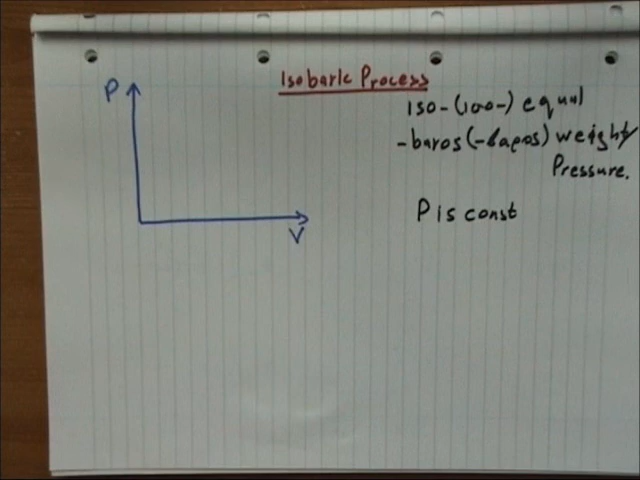 Isobaric Process
P
iso-(ισο-) equal
-baros(-βαρος) weight/
Pressure.
P is const
V